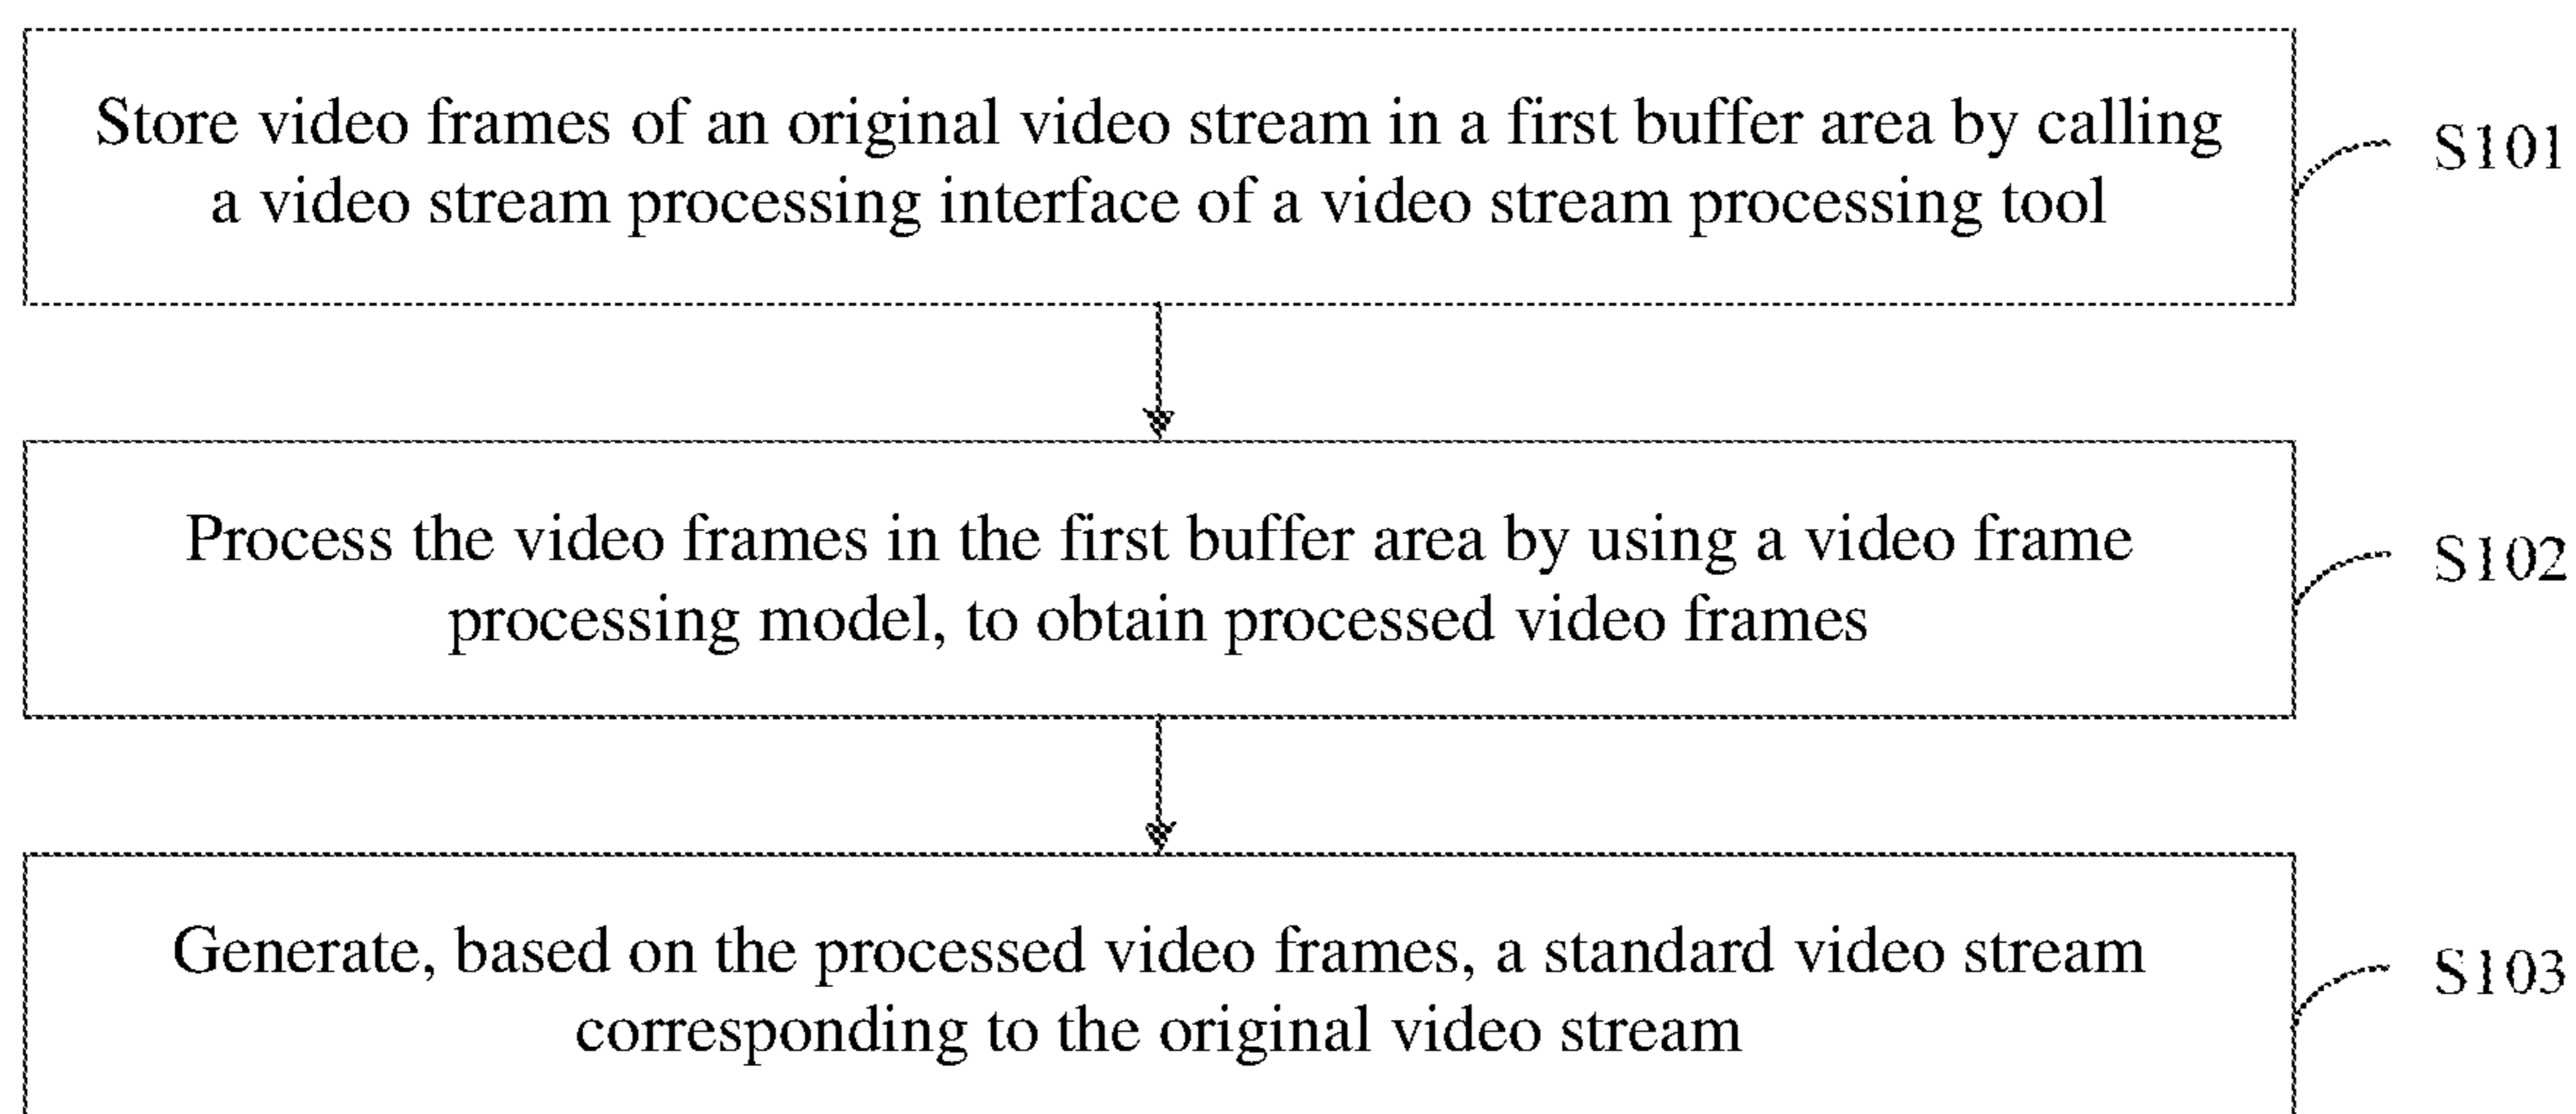 Store video frames of an original video stream in a first buffer area by calling
a video stream processing interface of a video stream processing tool
S101
Process the video frames in the first buffer area by using a video frame
processing model, to obtain processed video frames
S102
Generate, based on the processed video frames, a standard video stream
corresponding to the original video stream
S103